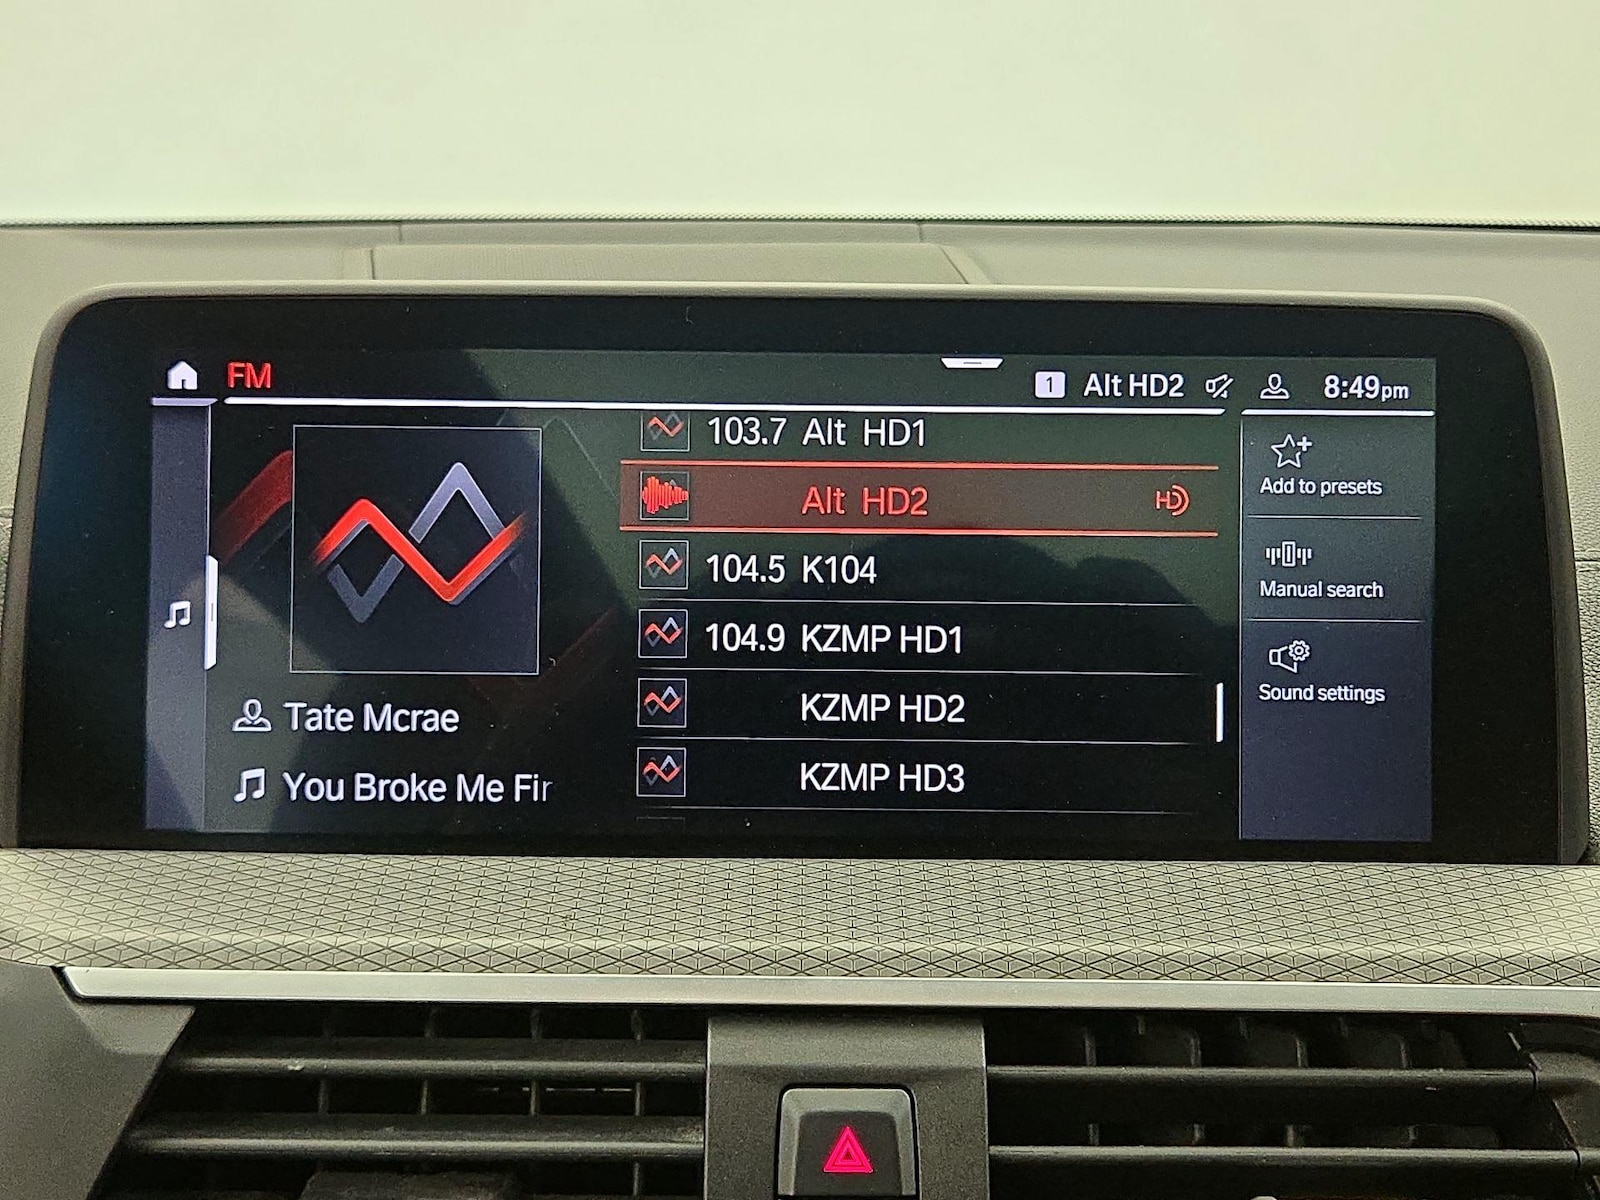 FM
1 Alt HD2 8:49pm
103.7 Alt HD1
Alt HD2 HD
104.5 K104
104.9 KZMP HD1
KZMP HD2
KZMP HD3
Tate Mcrae
You Broke Me Fir
Add to presets
Manual search
Sound settings